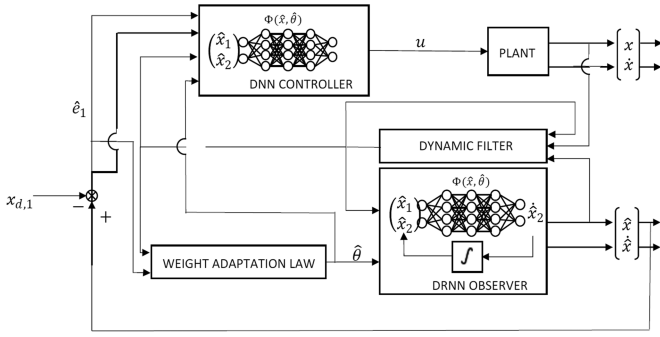 Φ(x̂,θ̂)
(x̂₁
x̂₂)
DNN CONTROLLER
u
PLANT
[x
ẋ]
ê₁
DYNAMIC FILTER
x_{d,1}
−
+
Φ(x̂,θ̂)
(x̂₁
x̂₂)
x̂̇₂
∫
DRNN OBSERVER
[x̂
x̂̇]
WEIGHT ADAPTATION LAW
θ̂